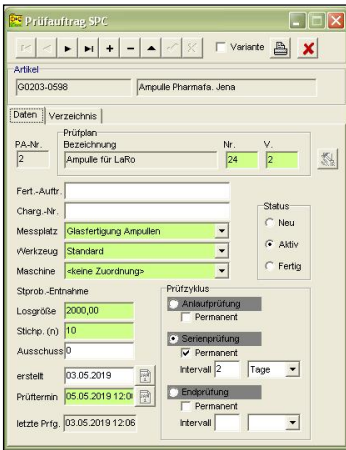 Prüfauftrag SPC
Variante
Artikel
G0203-0598 Ampulle Pharmafa. Jena
Daten Verzeichnis
Prüfplan
PA-Nr. Bezeichnung Nr. V.
2 Ampulle für LaRo 24 2
Fert.-Auftr.
Charg.-Nr.
Messplatz Glasfertigung Ampullen
Werkzeug Standard
Maschine <keine Zuordnung>
Status
Neu
Aktiv
Fertig
Stprob.-Entnahme
Losgröße 2000,00
Stichp. (n) 10
Ausschuss 0
erstellt 03.05.2019
Prüftermin 05.05.2019 12:0
letzte Prfg. 03.05.2019 12:06
Prüfzyklus
Anlaufprüfung
Permanent
Serienprüfung
Permanent
Intervall 2 Tage
Endprüfung
Permanent
Intervall